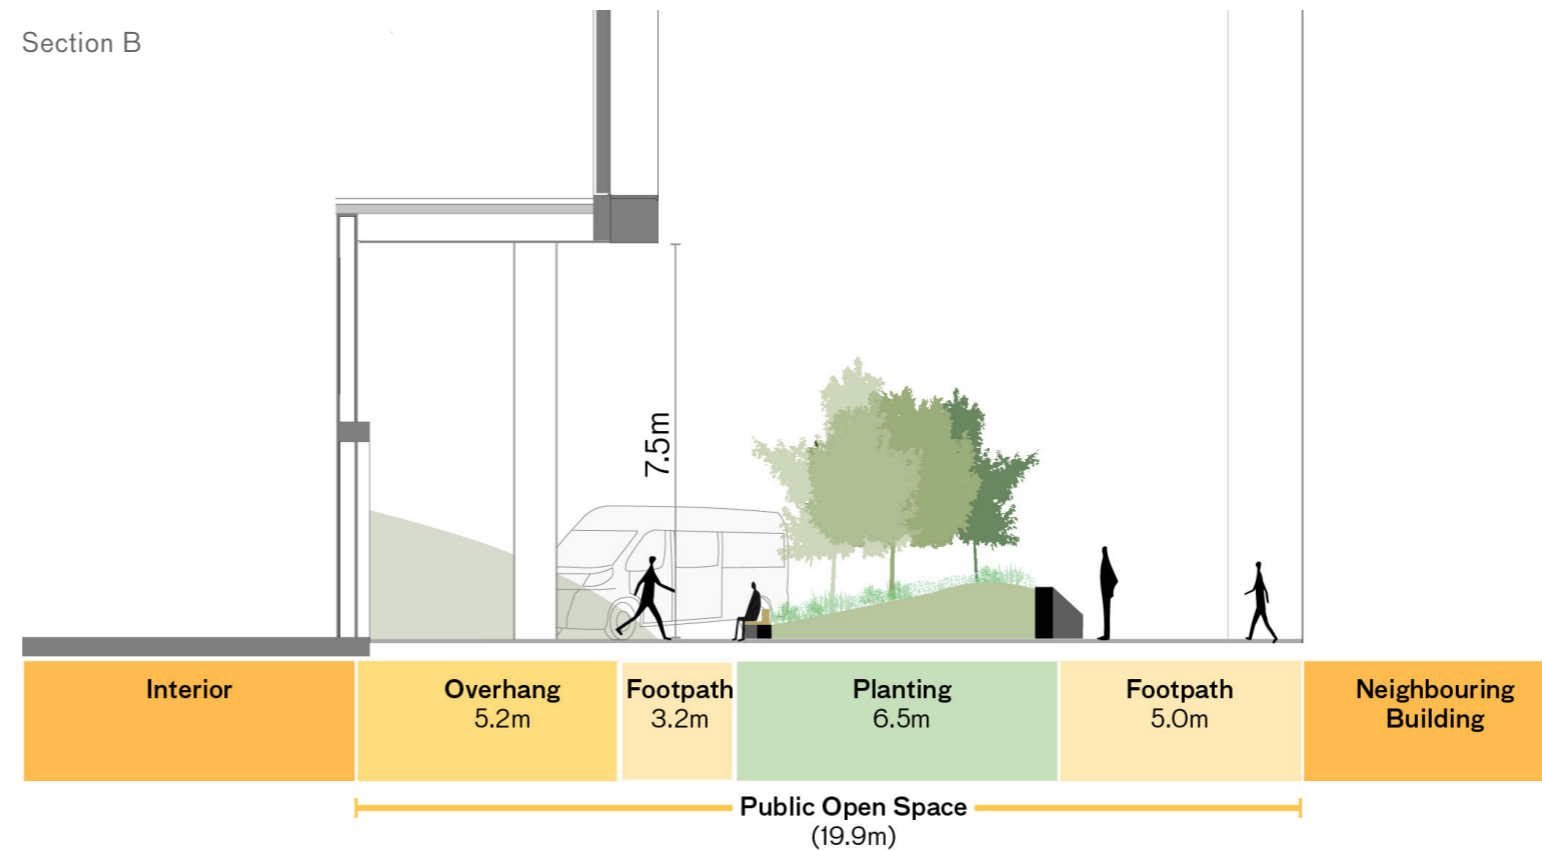 Section B
7.5m
Interior
Overhang
5.2m
Footpath
3.2m
Planting
6.5m
Footpath
5.0m
Neighbouring
Building
Public Open Space
(19.9m)